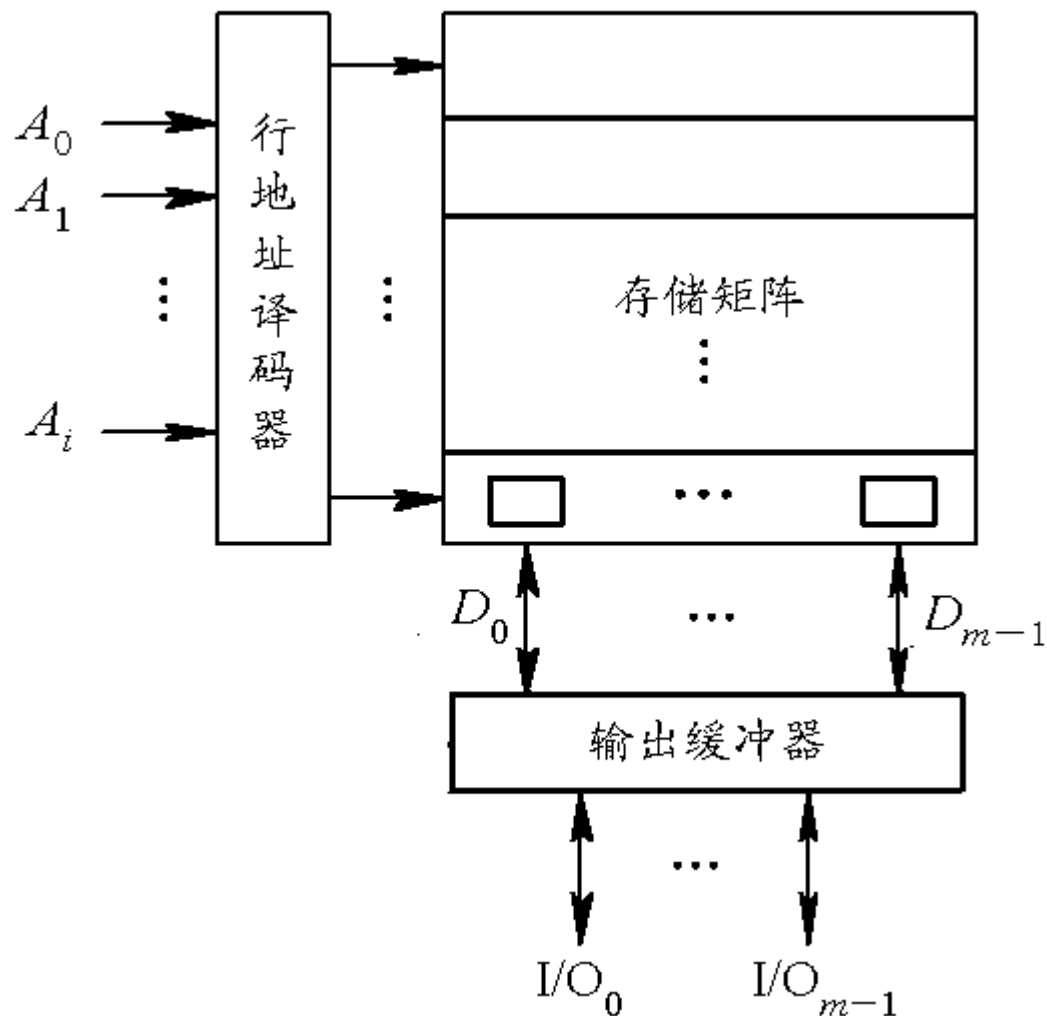 A₀
A₁
⋮
Aᵢ
行地址译码器
⋮
存储矩阵
⋮
…
D₀
…
Dₘ₋₁
输出缓冲器
…
I/O₀
I/Oₘ₋₁